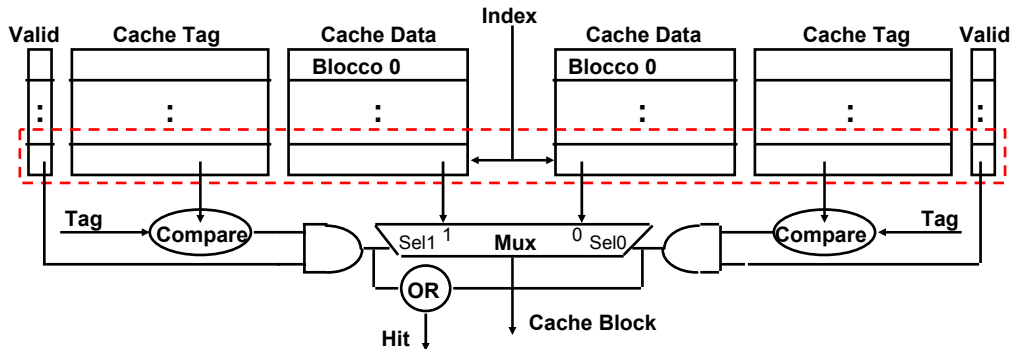 Index
Valid Cache Tag Cache Data Cache Data Cache Tag Valid
Blocco 0 Blocco 0
: : : : : :
Tag Compare Sel1 1 Mux 0 Sel0 Compare Tag
OR
Cache Block
Hit